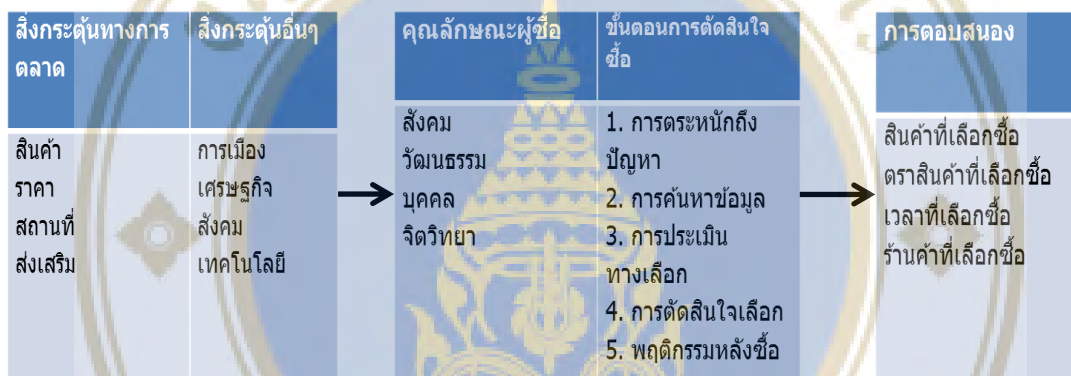 สิ่งกระตุ้นทางการ
ตลาด
สินค้า
ราคา
สถานที่
ส่งเสริม
สิ่งกระตุ้นอื่นๆ
การเมือง
เศรษฐกิจ
สังคม
เทคโนโลยี
คุณลักษณะผู้ซื้อ
สังคม
วัฒนธรรม
บุคคล
จิตวิทยา
ขั้นตอนการตัดสินใจ
ซื้อ
1. การตระหนักถึง
ปัญหา
2. การค้นหาข้อมูล
3. การประเมิน
ทางเลือก
4. การตัดสินใจเลือก
5. พฤติกรรมหลังซื้อ
การตอบสนอง
สินค้าที่เลือกซื้อ
ตราสินค้าที่เลือกซื้อ
เวลาที่เลือกซื้อ
ร้านค้าที่เลือกซื้อ